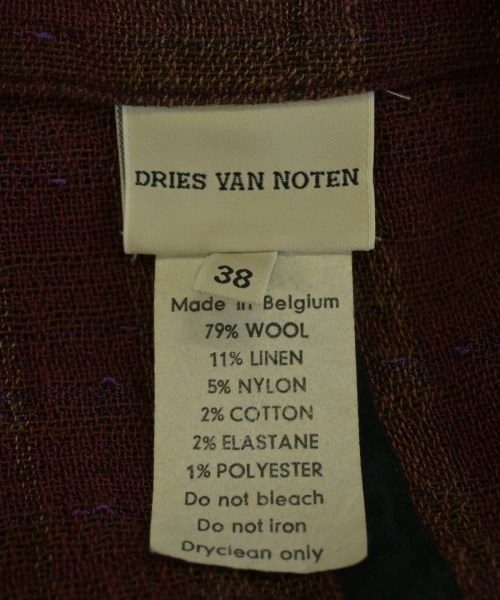 DRIES VAN NOTEN
38
Made in Belgium
79% WOOL
11% LINEN
5% NYLON
2% COTTON
2% ELASTANE
1% POLYESTER
Do not bleach
Do not iron
Dryclean only